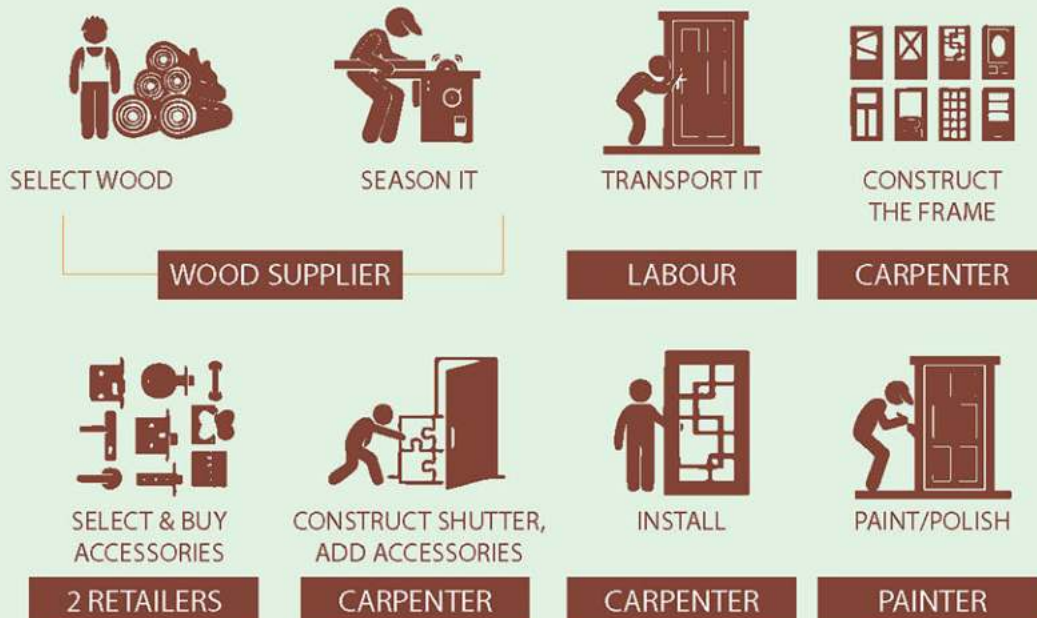 SELECT WOOD
SEASON IT
TRANSPORT IT
CONSTRUCT
THE FRAME
WOOD SUPPLIER
LABOUR
CARPENTER
SELECT & BUY
ACCESSORIES
CONSTRUCT SHUTTER,
ADD ACCESSORIES
INSTALL
PAINT/POLISH
2 RETAILERS
CARPENTER
CARPENTER
PAINTER